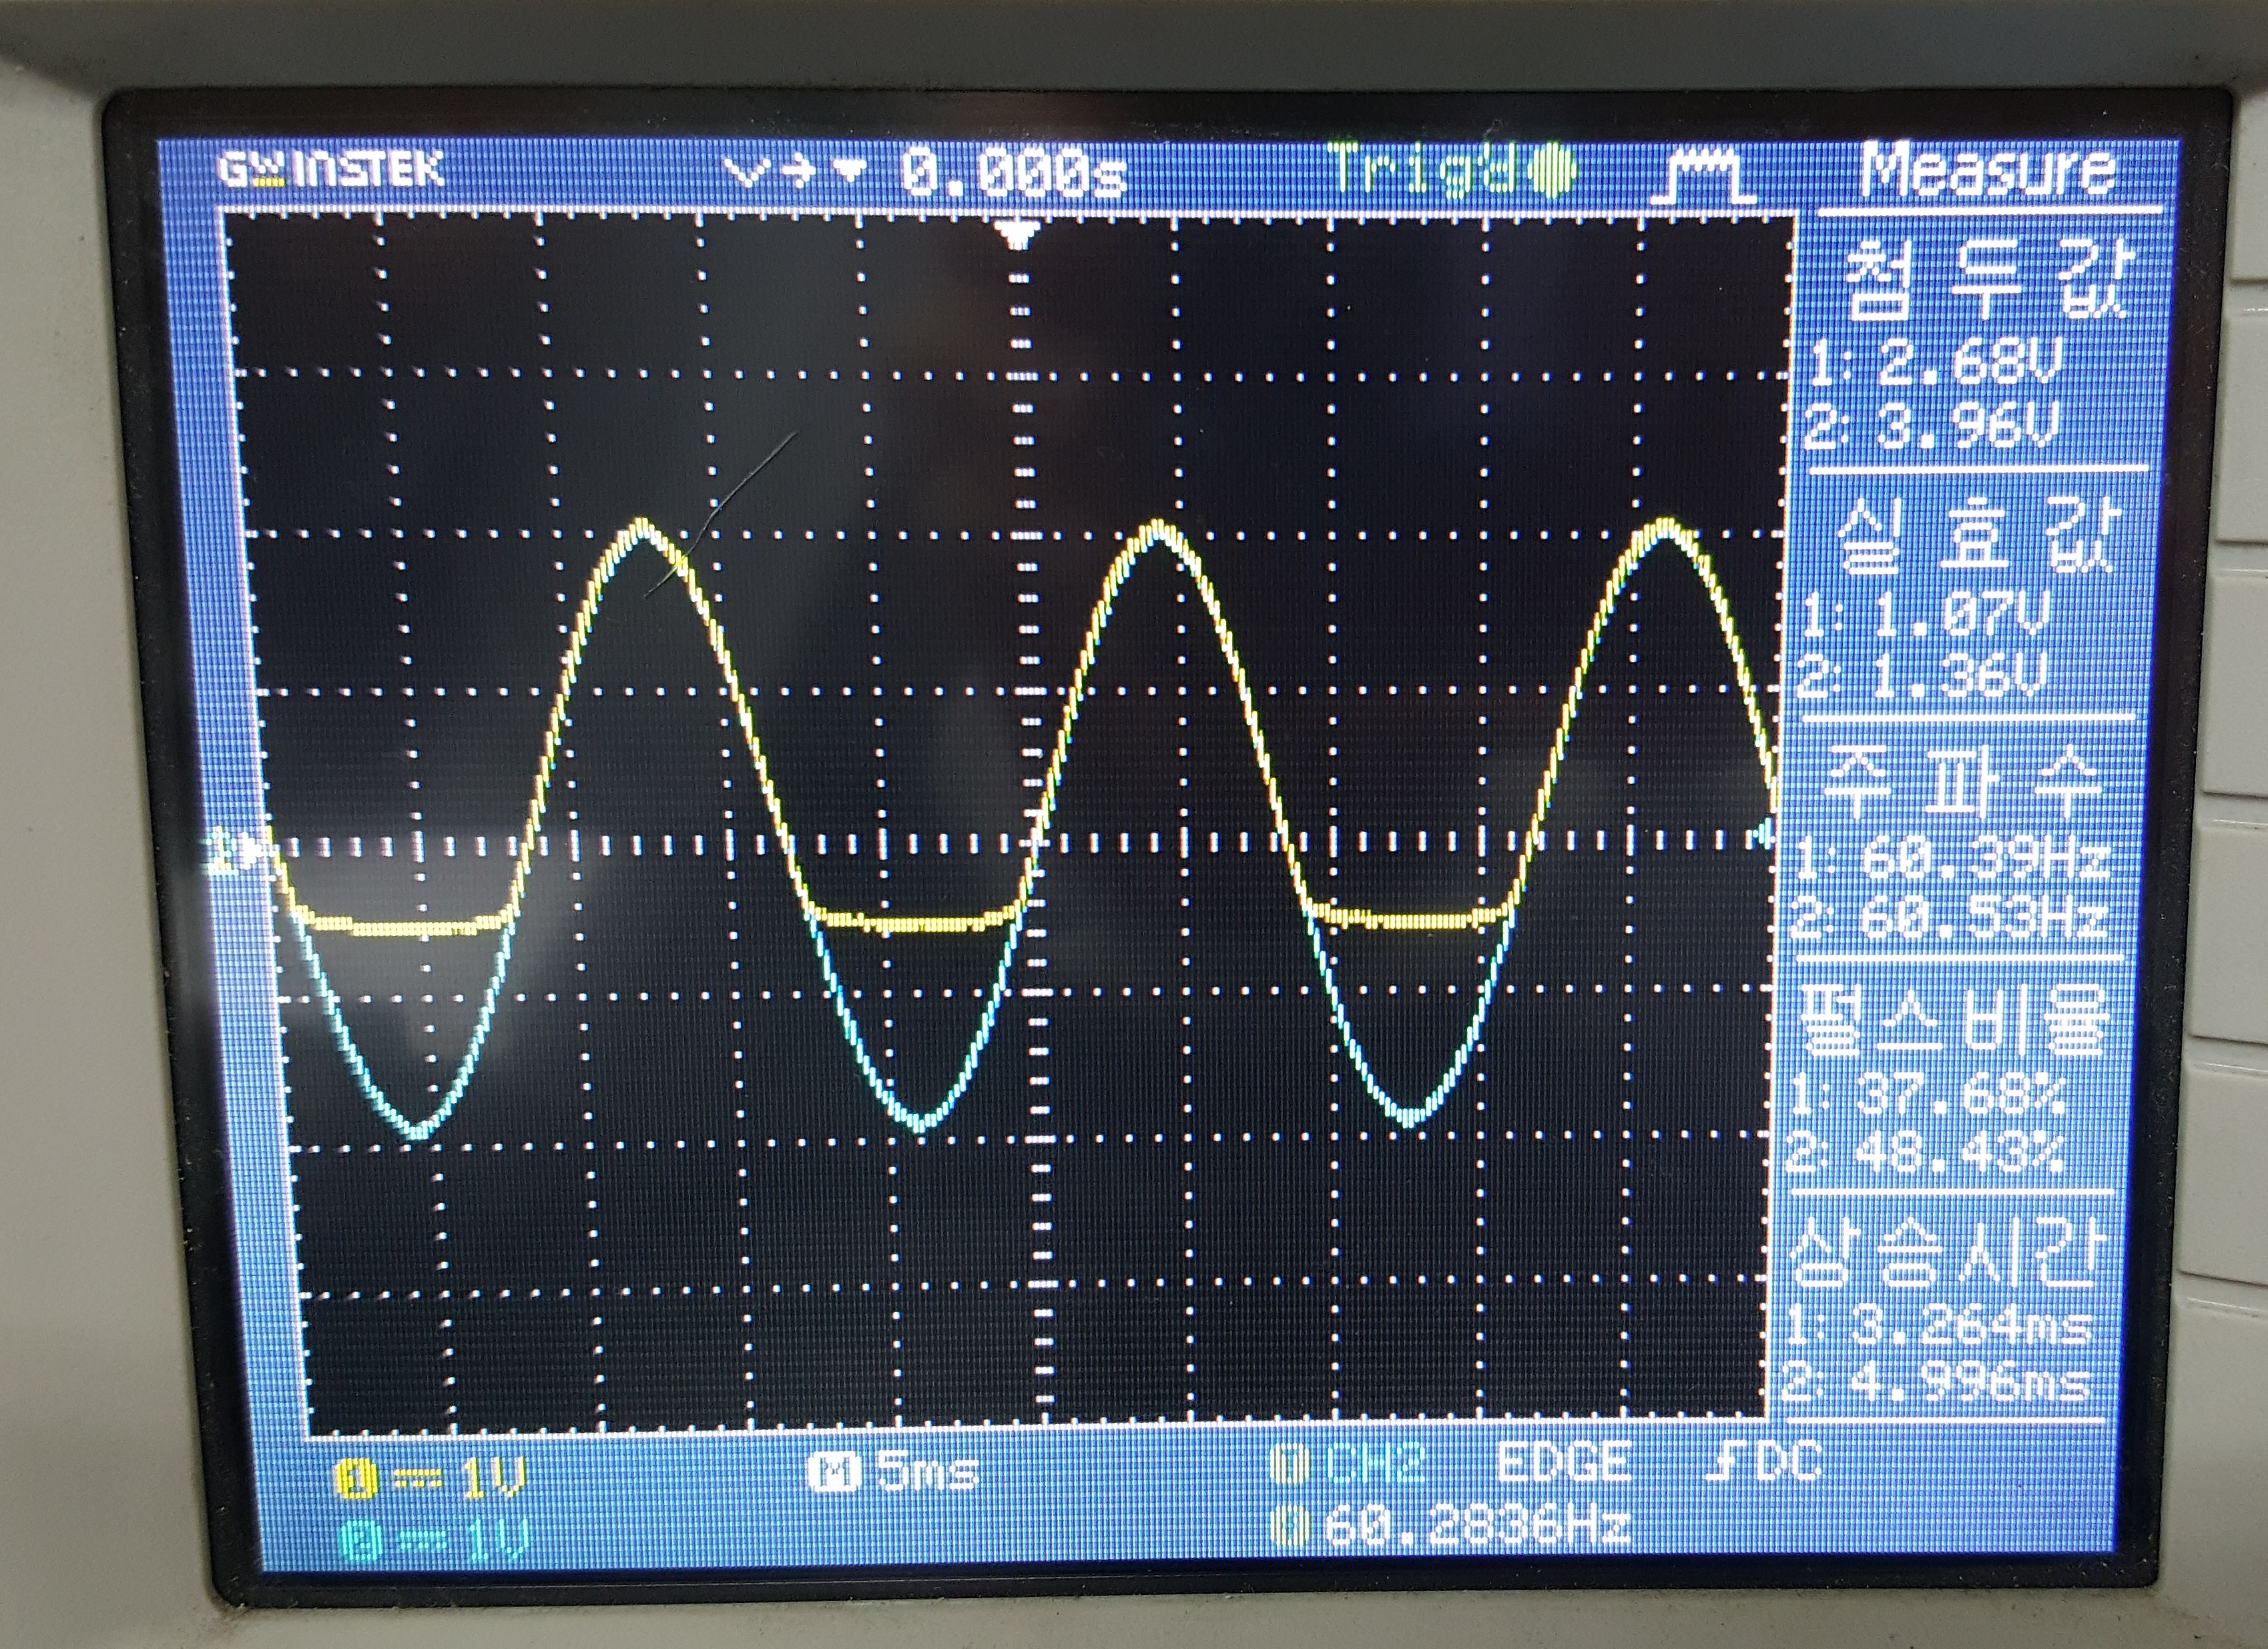 GWINSTEK 0.000s Trig'd Measure
첨두값
1: 2.68V
2: 3.96V
실효값
1: 1.07V
2: 1.36V
주파수
1: 60.39Hz
2: 60.53Hz
펄스비율
1: 37.68%
2: 48.43%
상승시간
1: 3.264ms
2: 4.996ms
1 1V M 5ms CH2 EDGE DC
2 1V 60.2836Hz